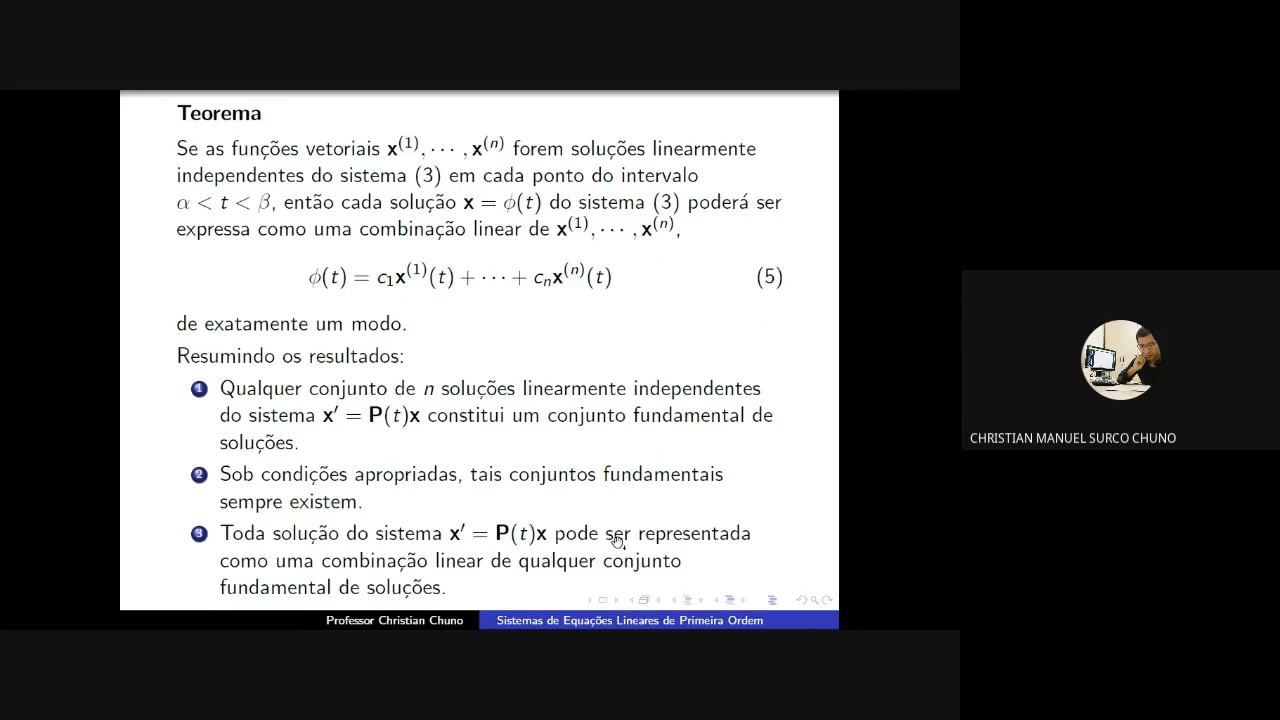 Teorema
Se as funções vetoriais x^(1), ··· , x^(n) forem soluções linearmente
independentes do sistema (3) em cada ponto do intervalo
α < t < β, então cada solução x = ϕ(t) do sistema (3) poderá ser
expressa como uma combinação linear de x^(1), ··· , x^(n),
ϕ(t) = c₁x^(1)(t) + ··· + cₙx^(n)(t) (5)
de exatamente um modo.
Resumindo os resultados:
1 Qualquer conjunto de n soluções linearmente independentes
do sistema x′ = P(t)x constitui um conjunto fundamental de
soluções.
2 Sob condições apropriadas, tais conjuntos fundamentais
sempre existem.
3 Toda solução do sistema x′ = P(t)x pode ser representada
como uma combinação linear de qualquer conjunto
fundamental de soluções.
Professor Christian Chuno Sistemas de Equações Lineares de Primeira Ordem
CHRISTIAN MANUEL SURCO CHUNO